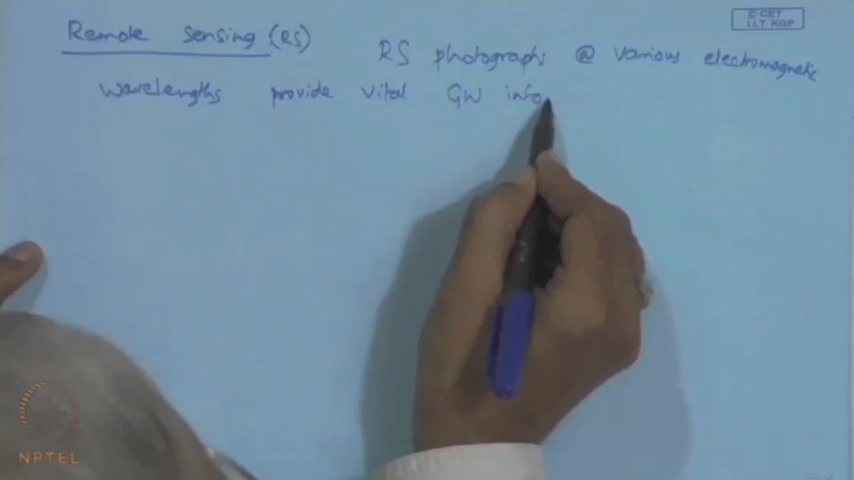 © CET
I.I.T. KGP
Remote Sensing (RS)
RS photographs @ various electromagnetic
wavelengths provide vital GW info
NPTEL